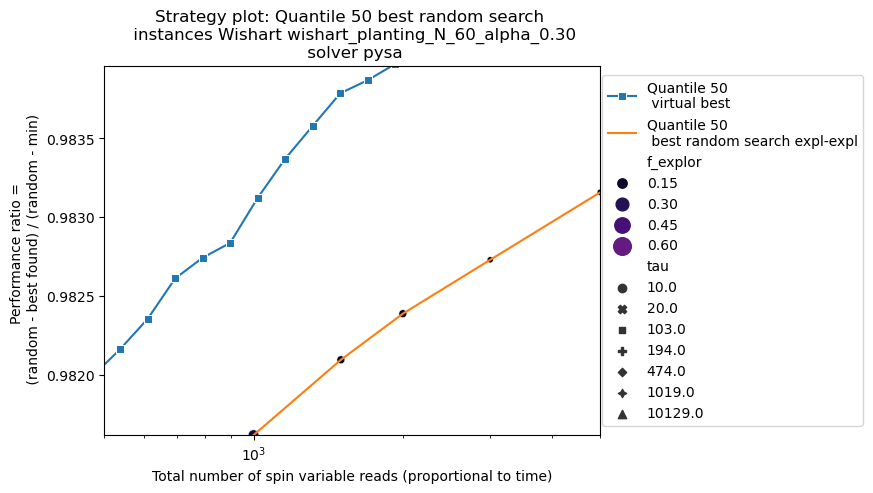 Strategy plot: Quantile 50 best random search
instances Wishart wishart_planting_N_60_alpha_0.30
solver pysa
Performance ratio =
(random - best found) / (random - min)
0.9835
0.9830
0.9825
0.9820
10^3
Total number of spin variable reads (proportional to time)
Quantile 50
virtual best
Quantile 50
best random search expl-expl
f_explor
0.15
0.30
0.45
0.60
tau
10.0
20.0
103.0
194.0
474.0
1019.0
10129.0